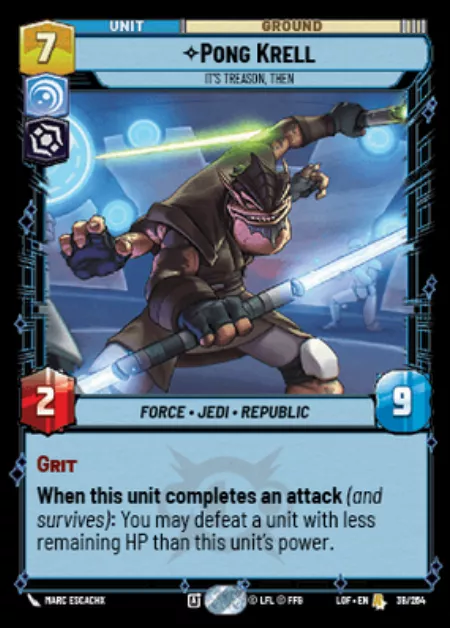 UNIT
GROUND
7
PONG KRELL
IT'S TREASON, THEN
2
FORCE • JEDI • REPUBLIC
9
GRIT
When this unit completes an attack (and
survives): You may defeat a unit with less
remaining HP than this unit's power.
MARC ESCACHX
© LFL © FFG
LOF • EN
38/264